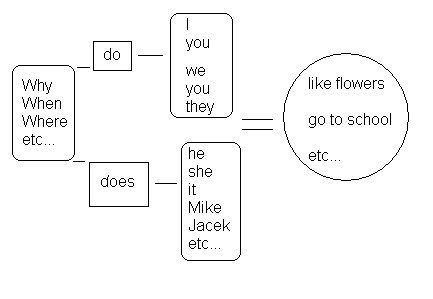 Why
When
Where
etc...
do
I
you
we
you
they
does
he
she
it
Mike
Jacek
etc...
like flowers
go to school
etc...